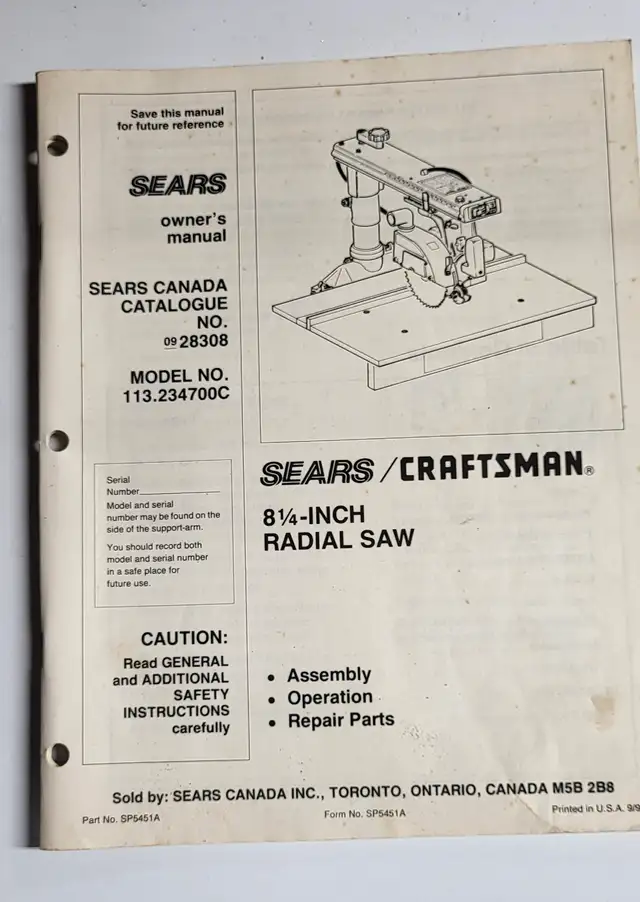 Save this manual
for future reference
SEARS
owner's
manual
SEARS CANADA
CATALOGUE
NO.
09 28308
MODEL NO.
113.234700C
Serial
Number
Model and serial
number may be found on the
side of the support-arm.
You should record both
model and serial number
in a safe place for
future use.
CAUTION:
Read GENERAL
and ADDITIONAL
SAFETY
INSTRUCTIONS
carefully
SEARS / CRAFTSMAN®
8¼-INCH
RADIAL SAW
• Assembly
• Operation
• Repair Parts
Sold by: SEARS CANADA INC., TORONTO, ONTARIO, CANADA M5B 2B8
Part No. SP5451A
Form No. SP5451A
Printed in U.S.A.